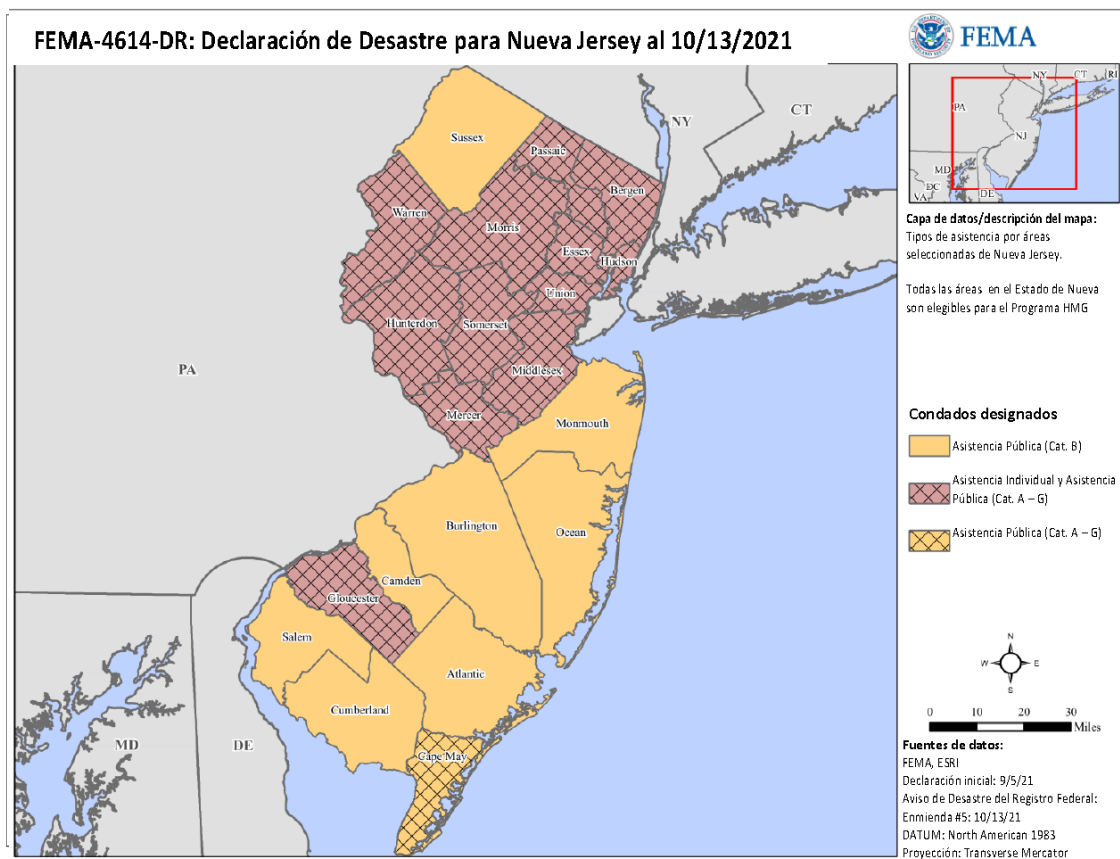 FEMA-4614-DR: Declaración de Desastre para Nueva Jersey al 10/13/2021
FEMA
NY
CT
RI
PA
NJ
MD
DC
DE
VA
NY
CT
Sussex
Passaic
Bergen
Warren
Morris
Essex
Hudson
Union
Hunterdon
Somerset
Middlesex
PA
Mercer
Monmouth
Burlington
Ocean
Camden
Gloucester
Salem
Atlantic
Cumberland
MD
DE
Cape May
Capa de datos/descripción del mapa:
Tipos de asistencia por áreas
seleccionadas de Nueva Jersey.
Todas las áreas en el Estado de Nueva
son elegibles para el Programa HMG
Condados designados
Asistencia Pública (Cat. B)
Asistencia Individual y Asistencia
Pública (Cat. A – G)
Asistencia Pública (Cat. A – G)
N
W
E
S
0 10 20 30
Miles
Fuentes de datos:
FEMA, ESRI
Declaración inicial: 9/5/21
Aviso de Desastre del Registro Federal:
Enmienda #5: 10/13/21
DATUM: North American 1983
Proyección: Transverse Mercator